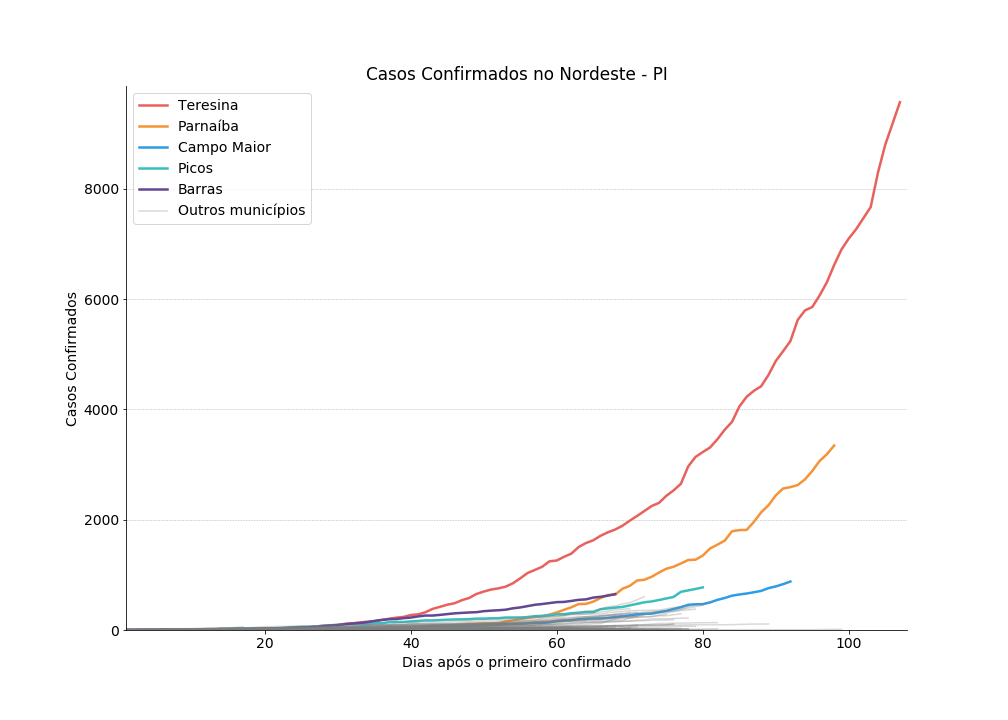 Casos Confirmados no Nordeste - PI
Teresina
Parnaíba
Campo Maior
Picos
Barras
Outros municípios
Casos Confirmados
8000
6000
4000
2000
0
20
40
60
80
100
Dias após o primeiro confirmado